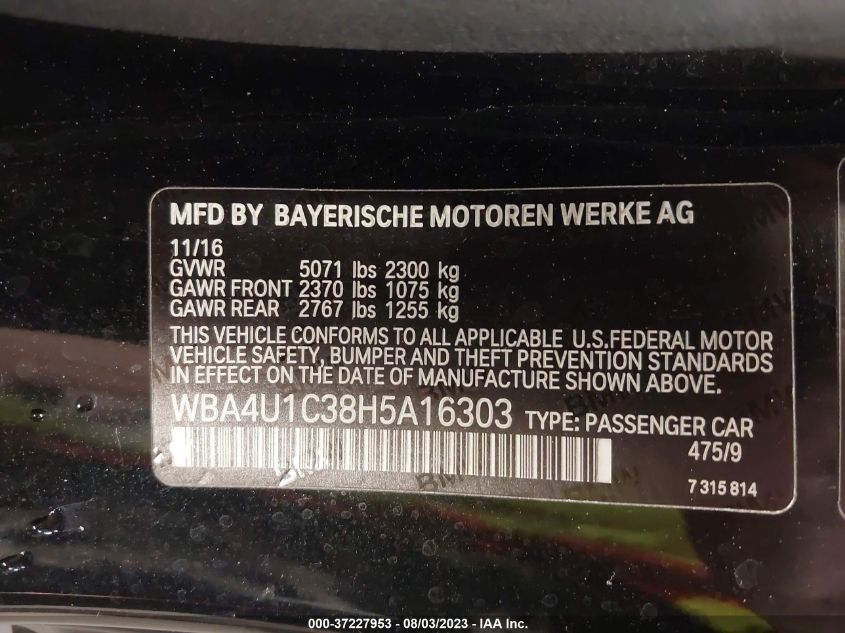 MFD BY BAYERISCHE MOTOREN WERKE AG
11/16
GVWR 5071 lbs 2300 kg
GAWR FRONT 2370 lbs 1075 kg
GAWR REAR 2767 lbs 1255 kg
THIS VEHICLE CONFORMS TO ALL APPLICABLE U.S.FEDERAL MOTOR
VEHICLE SAFETY, BUMPER AND THEFT PREVENTION STANDARDS
IN EFFECT ON THE DATE OF MANUFACTURE SHOWN ABOVE.
WBA4U1C38H5A16303 TYPE: PASSENGER CAR
475/9
7 315 814
000-37227953 - 08/03/2023 - IAA Inc.